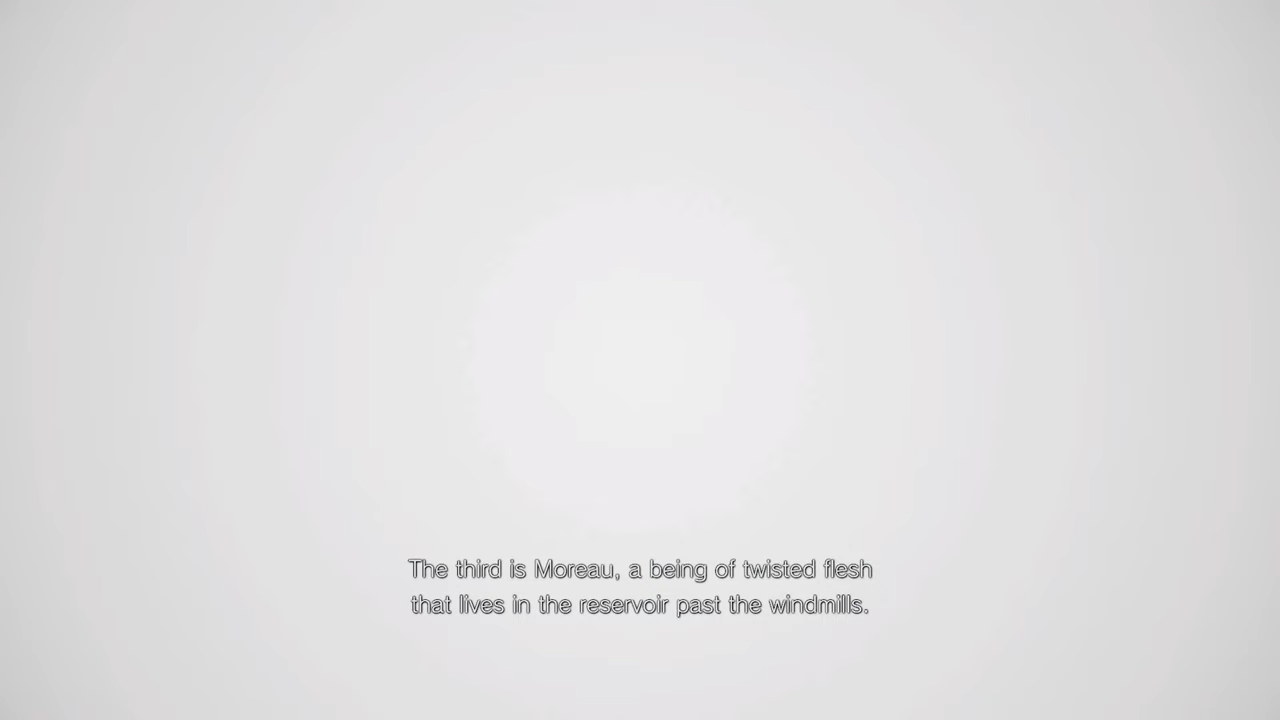 The third is Moreau, a being of twisted flesh
that lives in the reservoir past the windmills.